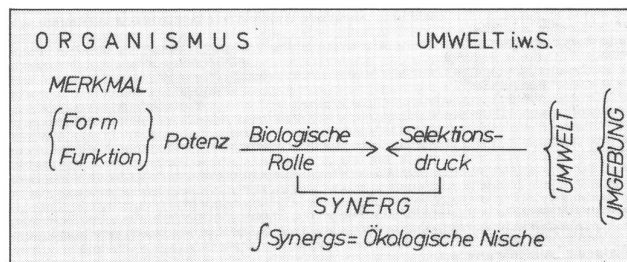 ORGANISMUS UMWELT i.w.S.
MERKMAL
Form
Funktion
Potenz
Biologische
Rolle
Selektions-
druck
UMWELT
UMGEBUNG
SYNERG
∫Synergs= Ökologische Nische